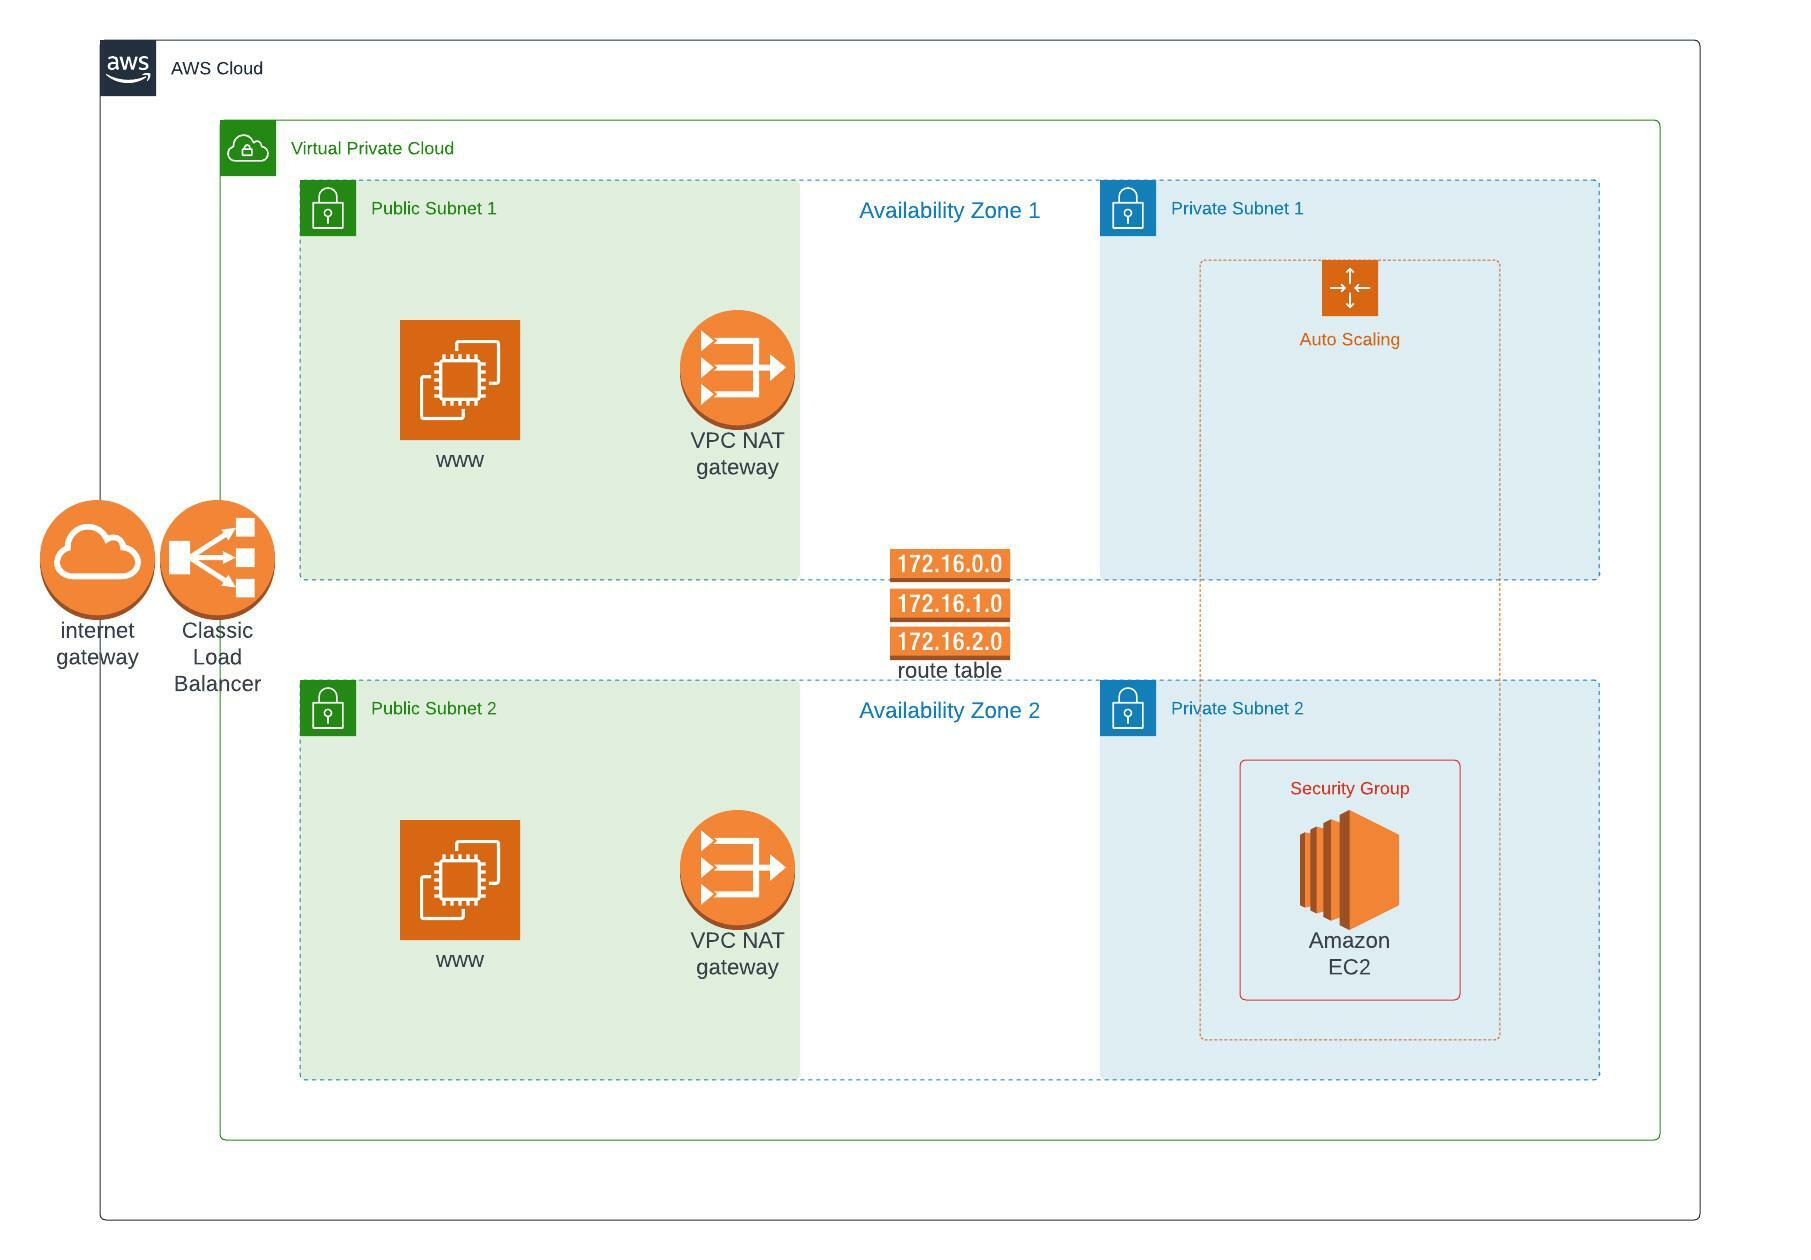 aws
AWS Cloud
Virtual Private Cloud
Public Subnet 1
Availability Zone 1
Private Subnet 1
Auto Scaling
www
VPC NAT
gateway
internet
gateway
Classic
Load
Balancer
172.16.0.0
172.16.1.0
172.16.2.0
route table
Public Subnet 2
Availability Zone 2
Private Subnet 2
Security Group
www
VPC NAT
gateway
Amazon
EC2